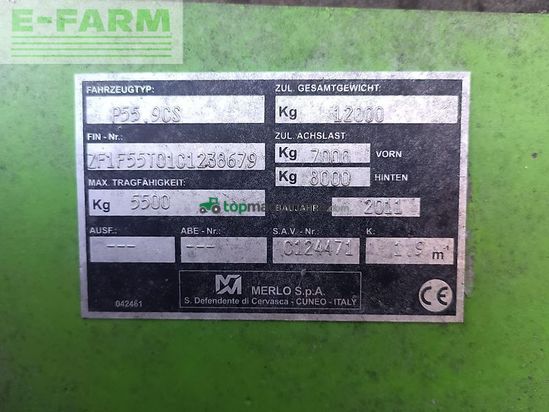 E-FARM
FAHRZEUGTYP:
P55.9CS
ZUL. GESAMTGEWICHT:
Kg 12000
FIN-Nr.:
ZF1F55T01C1238679
ZUL. ACHSLAST:
Kg 7000 VORN
Kg 8000 HINTEN
MAX. TRAGFÄHIGKEIT:
Kg 5500
BAUJAHR: 2011
AUSF.:
---
ABE-Nr.:
---
S.A.V.-Nr.:
C124471
K:
1.9 m
MERLO S.p.A.
S. Defendente di Cervasca - CUNEO - ITALY
042461
CE